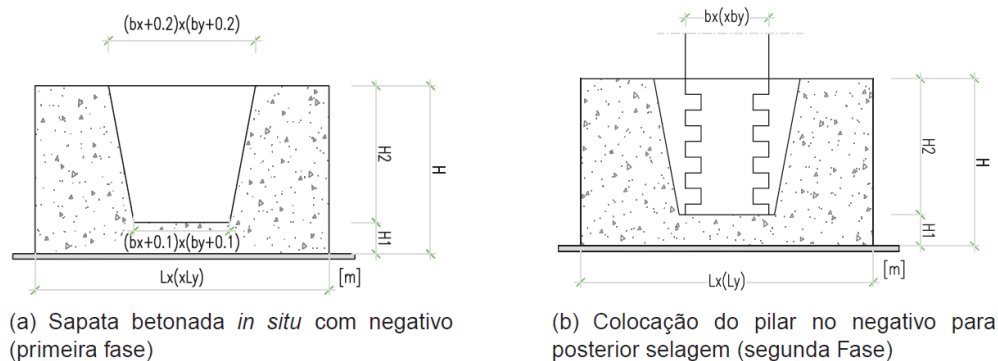 (bx+0.2)x(by+0.2)
H2
H
H1
(bx+0.1)x(by+0.1)
Lx(xLy)
[m]
(a) Sapata betonada in situ com negativo
(primeira fase)
bx(xby)
H2
H
H1
Lx(Ly)
[m]
(b) Colocação do pilar no negativo para
posterior selagem (segunda Fase)